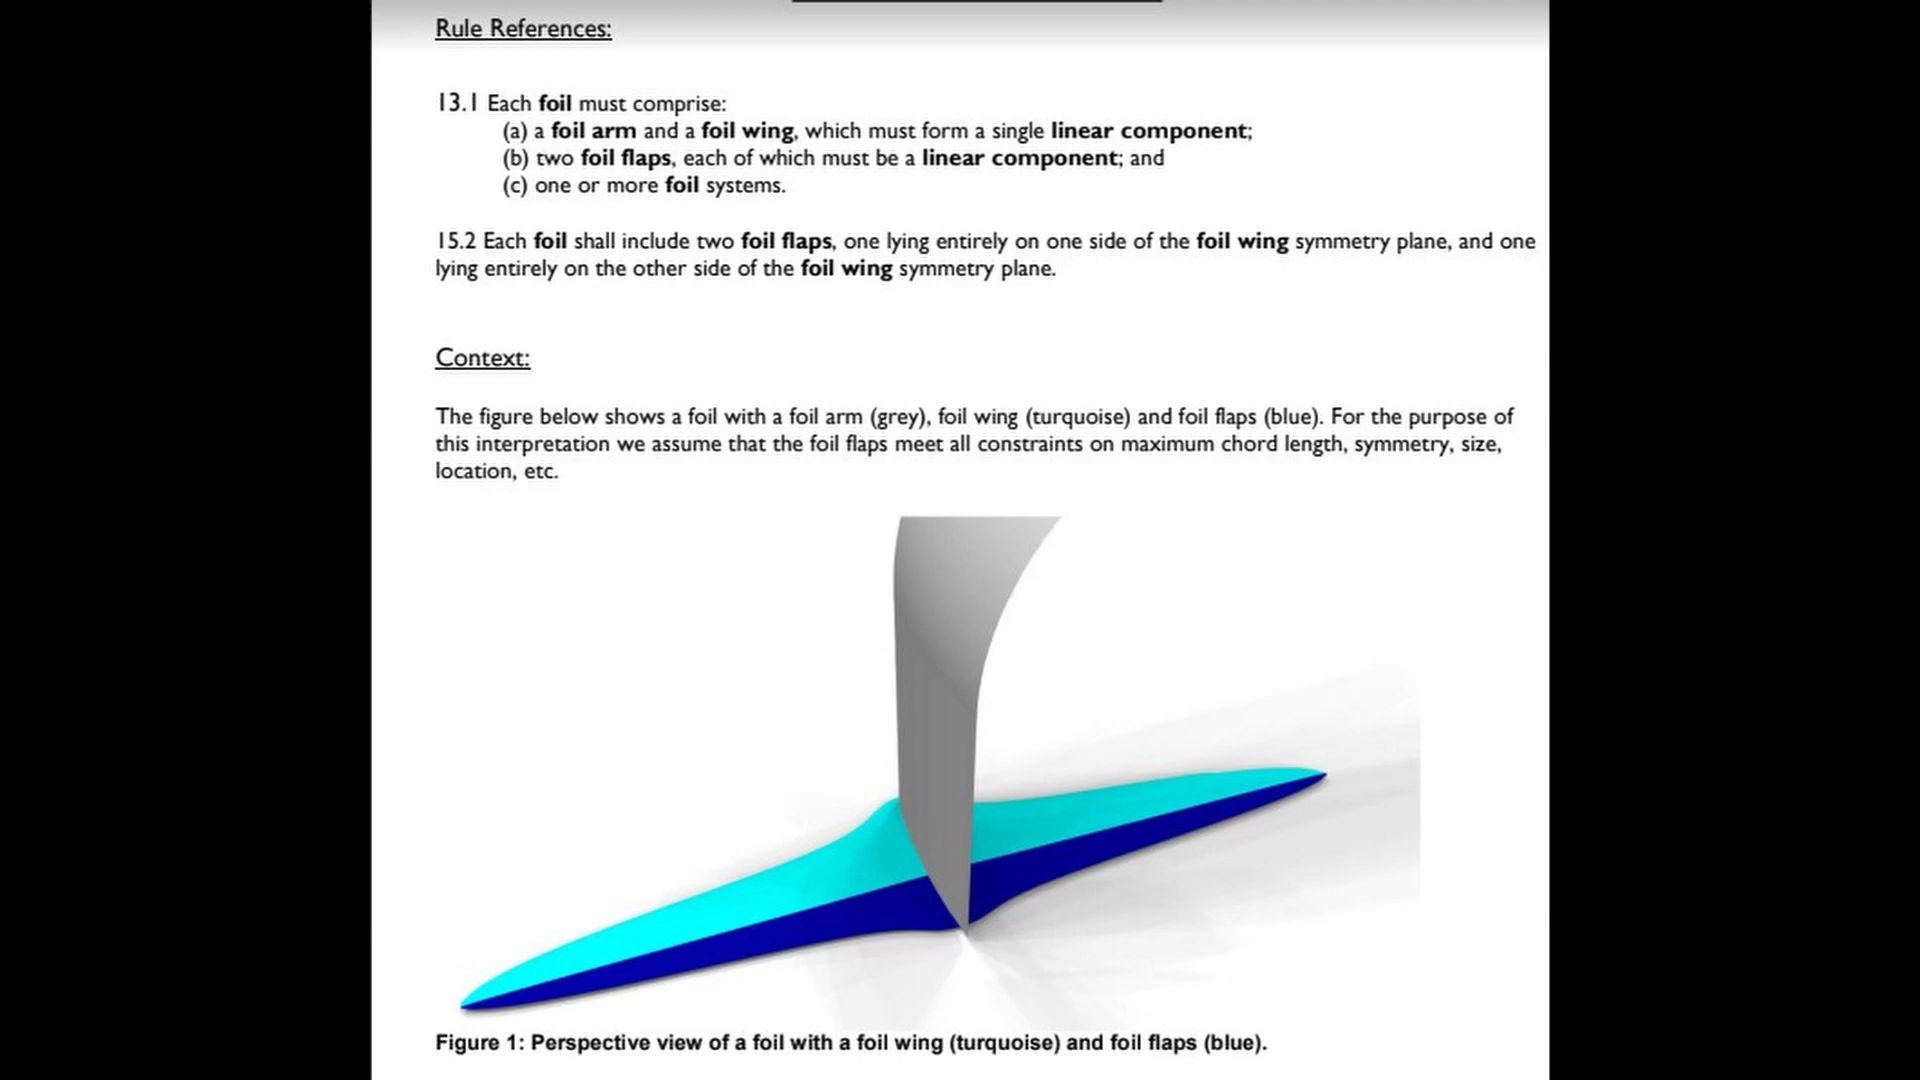 Rule References:
13.1 Each foil must comprise:
(a) a foil arm and a foil wing, which must form a single linear component;
(b) two foil flaps, each of which must be a linear component; and
(c) one or more foil systems.
15.2 Each foil shall include two foil flaps, one lying entirely on one side of the foil wing symmetry plane, and one
lying entirely on the other side of the foil wing symmetry plane.
Context:
The figure below shows a foil with a foil arm (grey), foil wing (turquoise) and foil flaps (blue). For the purpose of
this interpretation we assume that the foil flaps meet all constraints on maximum chord length, symmetry, size,
location, etc.
Figure 1: Perspective view of a foil with a foil wing (turquoise) and foil flaps (blue).